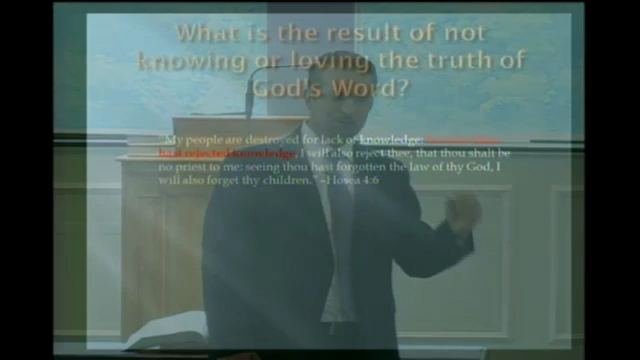 What is the result of not
knowing or loving the truth of
God's Word?
"My people are destroyed for lack of knowledge:
hast rejected knowledge, I will also reject thee, that thou shalt be
no priest to me: seeing thou hast forgotten the law of thy God, I
will also forget thy children." –Hosea 4:6